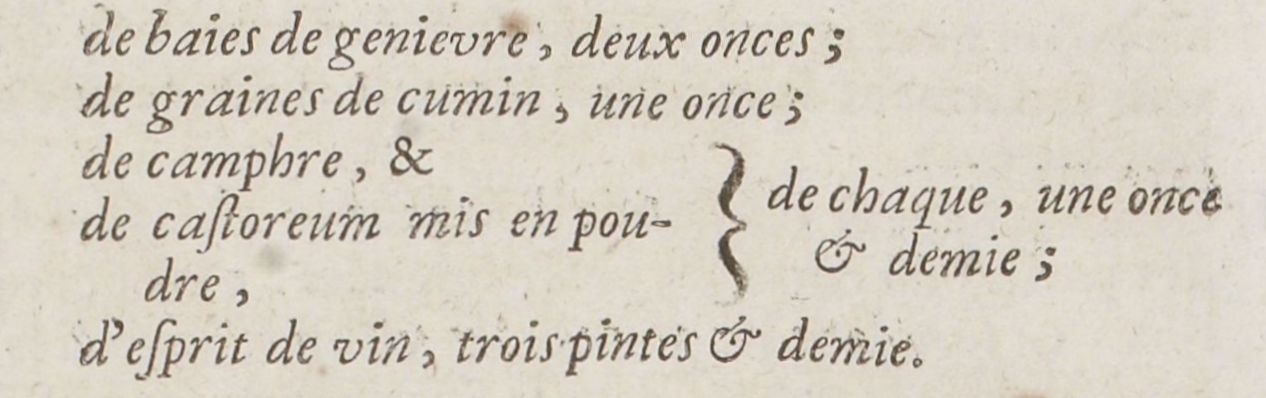 de baies de genievre, deux onces;
de graines de cumin, une once;
de camphre, &
de caſtoreum mis en pou-
dre,
de chaque, une once
& demie;
d'eſprit de vin, trois pintes & demie.